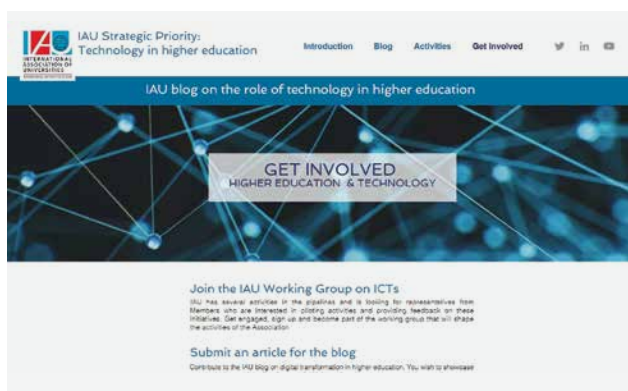 IAU Strategic Priority:
Technology in higher education
INTERNATIONAL
ASSOCIATION OF
UNIVERSITIES
Introduction Blog Activities Get Involved
IAU blog on the role of technology in higher education
GET INVOLVED
HIGHER EDUCATION & TECHNOLOGY
Join the IAU Working Group on ICTs
IAU has several activities in the pipelines and is looking for representatives from
Members who are interested in piloting activities and providing feedback on these
initiatives. Get engaged, sign up and become part of the working group that will shape
the activities of the Association
Submit an article for the blog
Contribute to the IAU blog on digital transformation in higher education. You wish to showcase